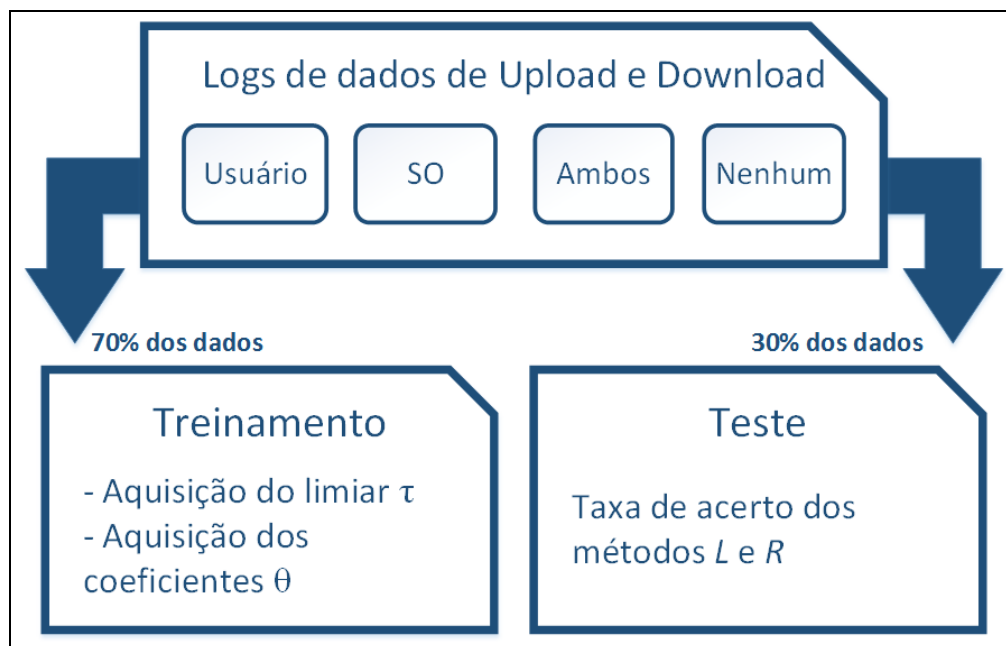 Logs de dados de Upload e Download
Usuário SO Ambos Nenhum
70% dos dados
30% dos dados
Treinamento
- Aquisição do limiar τ
- Aquisição dos
coeficientes θ
Teste
Taxa de acerto dos
métodos L e R